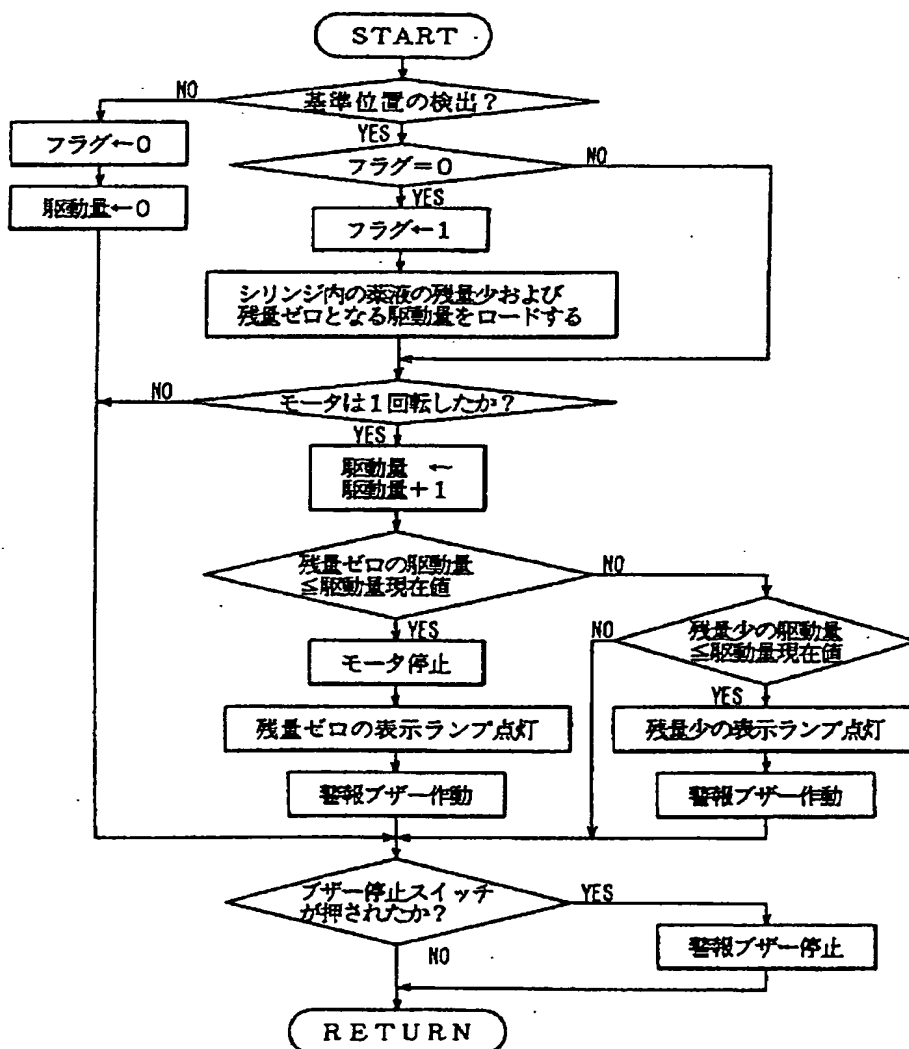 START
NO
基準位置の検出?
YES
フラグ←0
フラグ=0
NO
YES
駆動量←0
フラグ←1
シリンジ内の薬液の残量少および
残量ゼロとなる駆動量をロードする
NO
モータは1回転したか?
YES
駆動量 ←
駆動量+1
残量ゼロの駆動量
≦駆動量現在値
NO
YES
NO
残量少の駆動量
≦駆動量現在値
モータ停止
YES
残量ゼロの表示ランプ点灯
残量少の表示ランプ点灯
警報ブザー作動
警報ブザー作動
ブザー停止スイッチ
が押されたか?
YES
NO
警報ブザー停止
RETURN